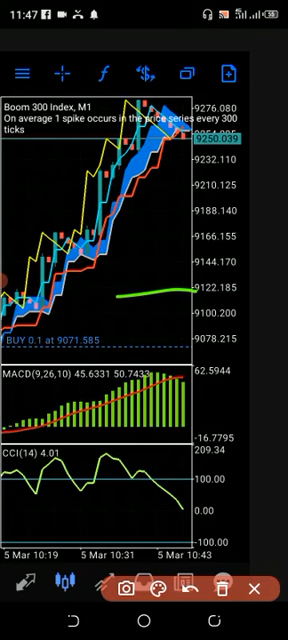 11:47
4G
55
Boom 300 Index, M1
On average 1 spike occurs in the price series every 300
ticks
9276.080
9250.039
9232.110
9210.125
9188.140
9166.155
9144.170
9122.185
9100.200
9078.215
BUY 0.1 at 9071.585
MACD(9,26,10) 45.6331 50.7433
62.5944
-16.7795
CCI(14) 4.01
209.34
100.00
0.00
-100.00
5 Mar 10:19 5 Mar 10:31 5 Mar 10:43